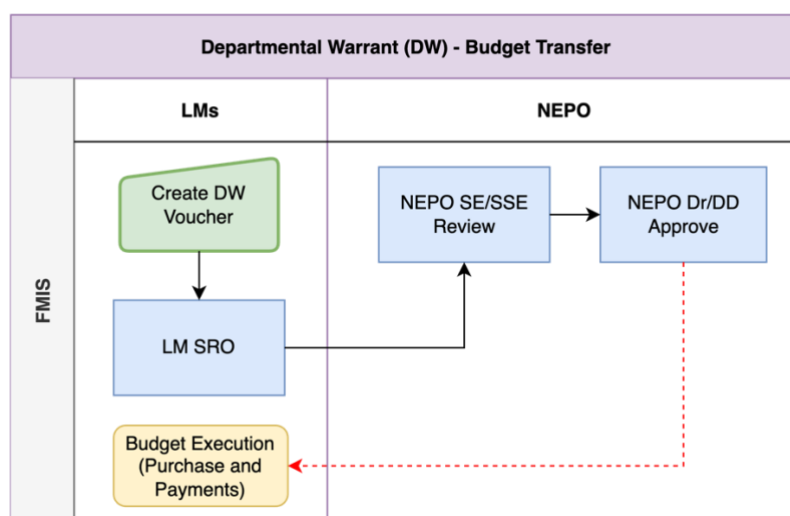 Departmental Warrant (DW) - Budget Transfer
LMs
NEPO
FMIS
Create DW
Voucher
LM SRO
NEPO SE/SSE
Review
NEPO Dr/DD
Approve
Budget Execution
(Purchase and
Payments)